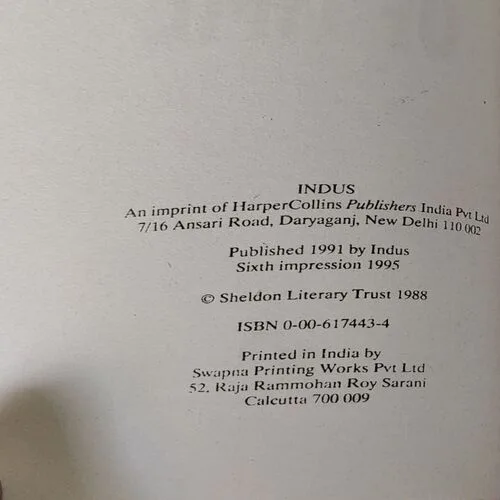 INDUS
An imprint of HarperCollins Publishers India Pvt Ltd
7/16 Ansari Road, Daryaganj, New Delhi 110 002
Published 1991 by Indus
Sixth impression 1995
© Sheldon Literary Trust 1988
ISBN 0-00-617443-4
Printed in India by
Swapna Printing Works Pvt Ltd
52, Raja Rammohan Roy Sarani
Calcutta 700 009